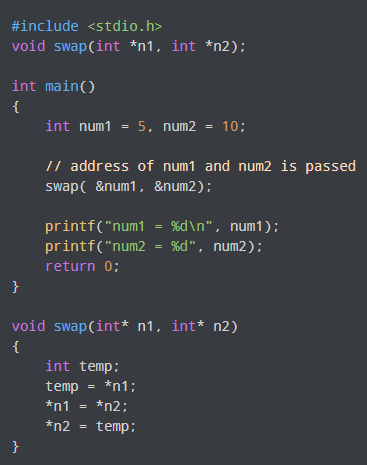 #include <stdio.h>
void swap(int *n1, int *n2);
int main()
{
int num1 = 5, num2 = 10;
// address of num1 and num2 is passed
swap( &num1, &num2);
printf("num1 = %d\n", num1);
printf("num2 = %d", num2);
return 0;
}
void swap(int* n1, int* n2)
{
int temp;
temp = *n1;
*n1 = *n2;
*n2 = temp;
}